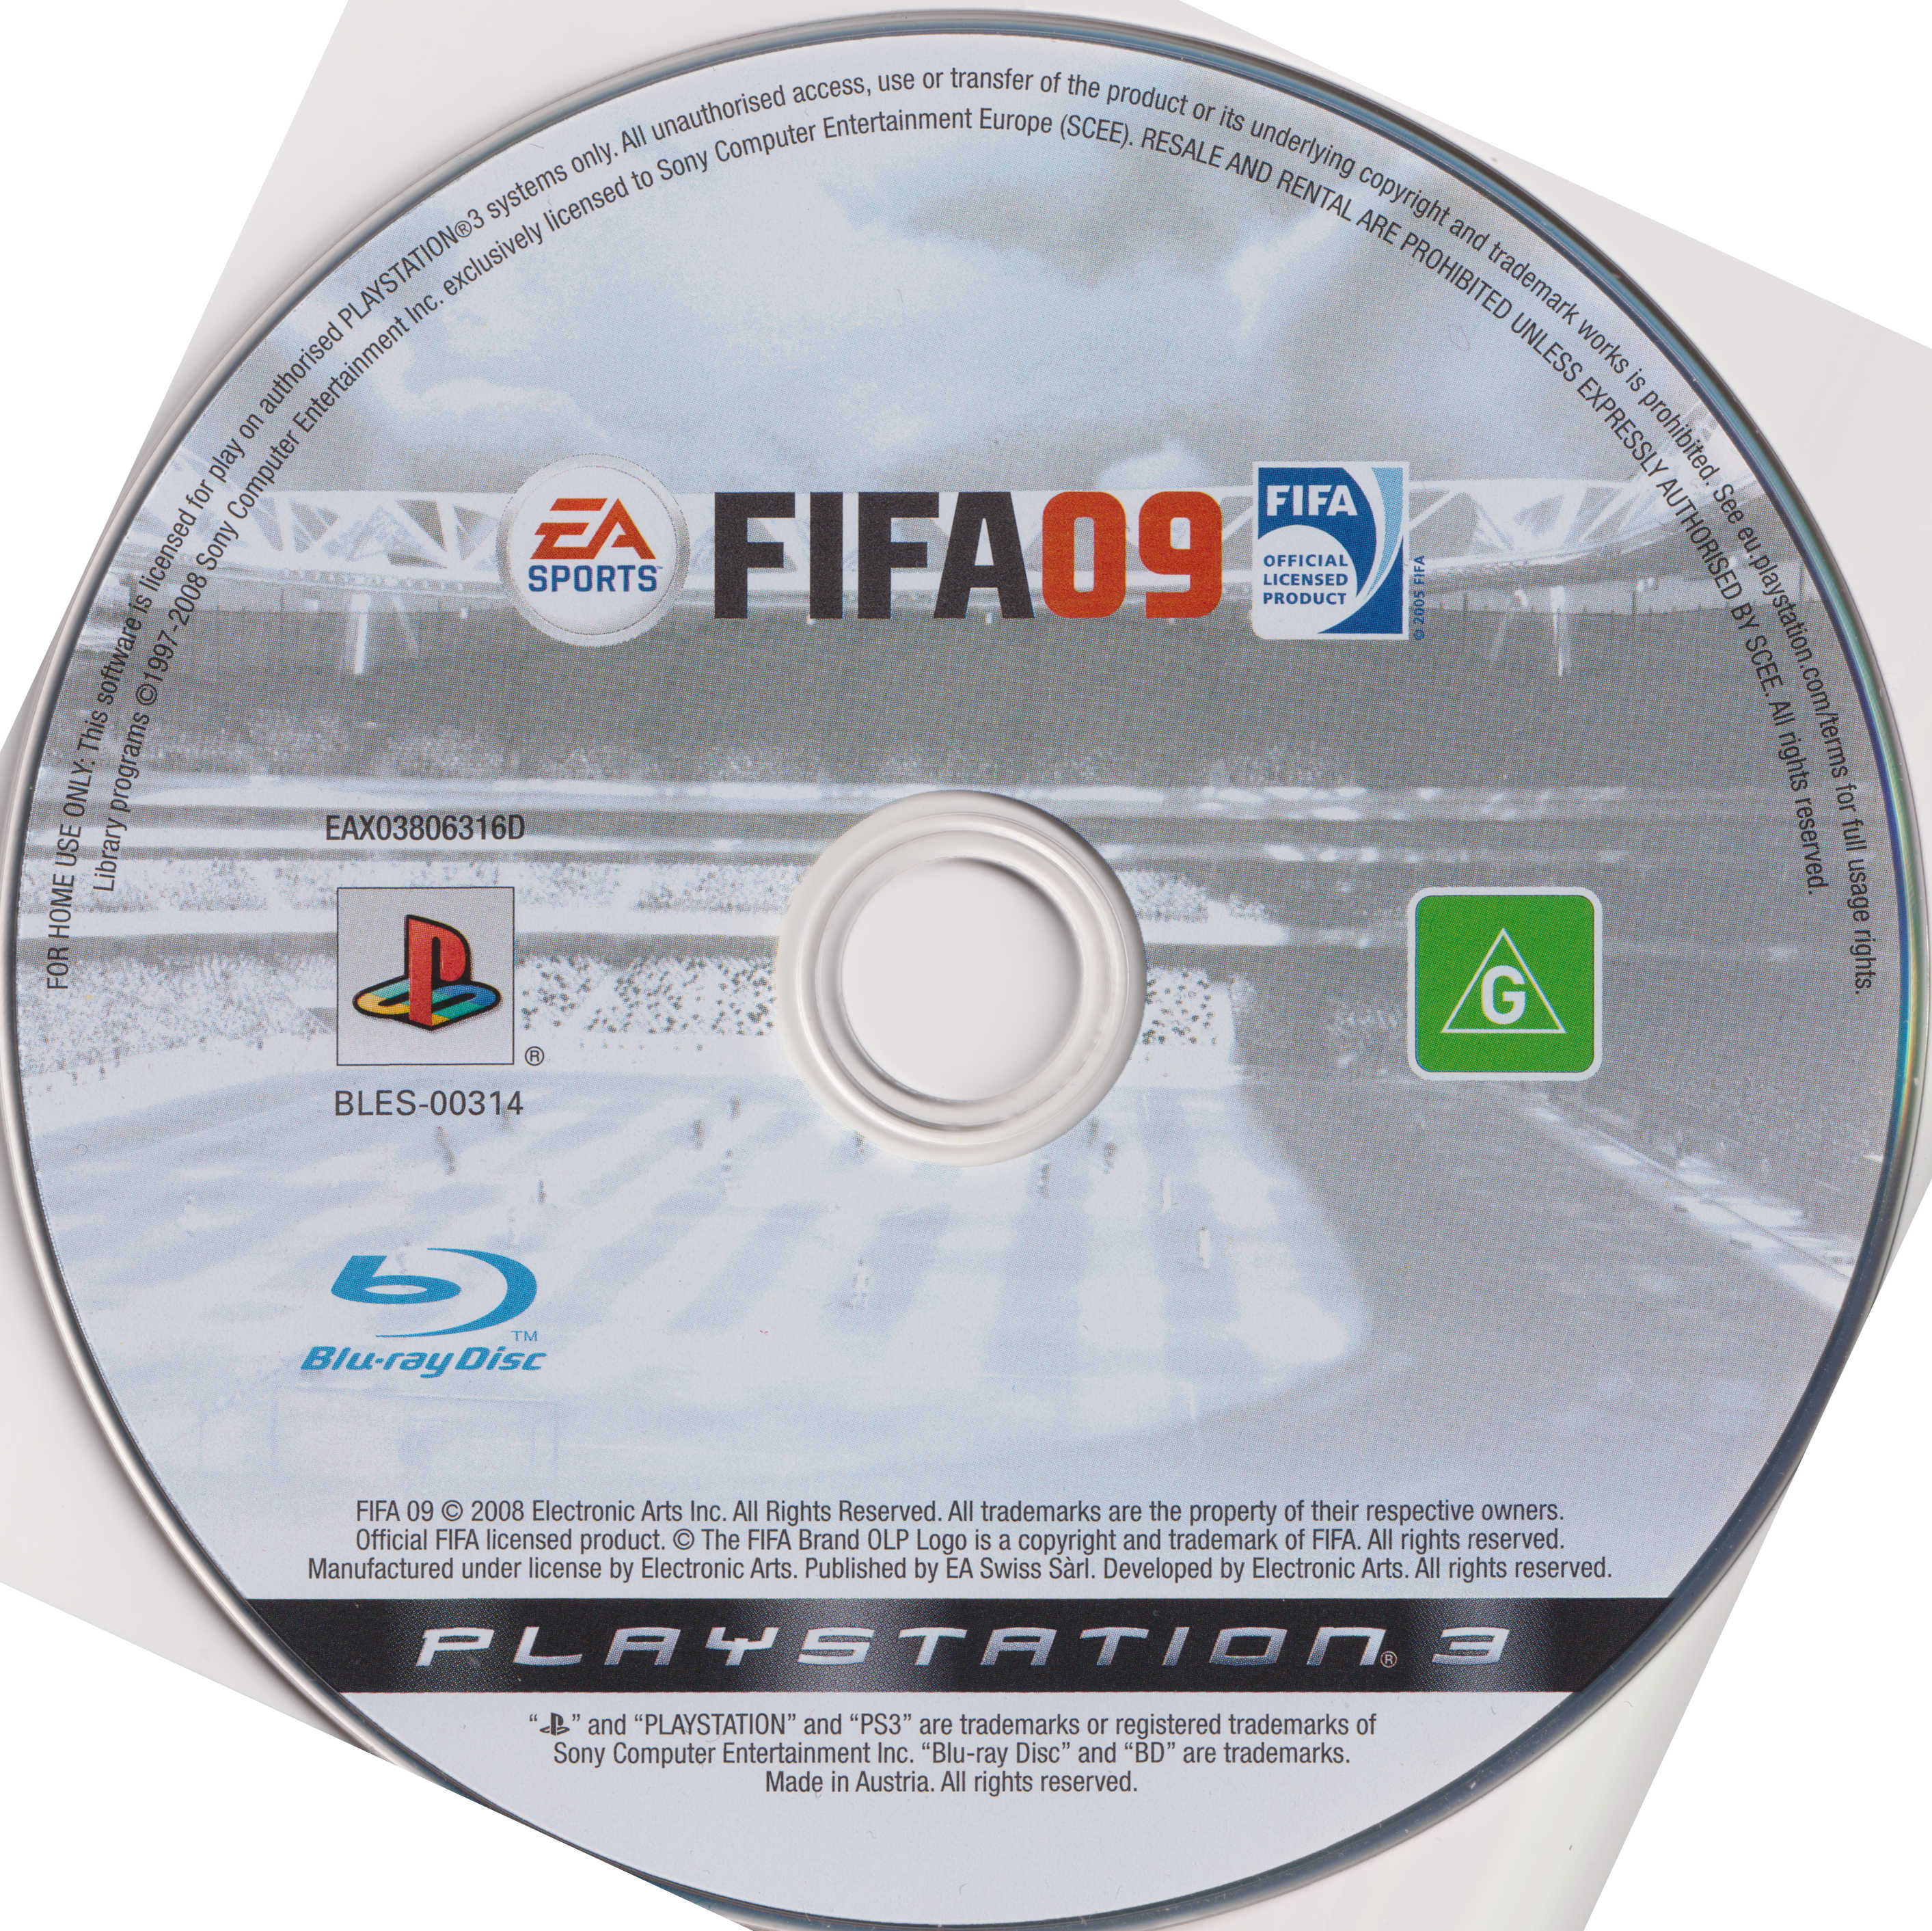 FOR HOME USE ONLY: This software is licensed for play on authorised PLAYSTATION®3 systems only. All unauthorised access, use or transfer of the product or its underlying copyright and trademark works is prohibited. See eu.playstation.com/terms for full usage rights.
Library programs ©1997-2008 Sony Computer Entertainment Inc. exclusively licensed to Sony Computer Entertainment Europe (SCEE). RESALE AND RENTAL ARE PROHIBITED UNLESS EXPRESSLY AUTHORISED BY SCEE. All rights reserved.
EA
SPORTS™
FIFA09
FIFA
OFFICIAL
LICENSED
PRODUCT
© 2005 FIFA
EAX03806316D
®
BLES-00314
G
TM
Blu-ray Disc
FIFA 09 © 2008 Electronic Arts Inc. All Rights Reserved. All trademarks are the property of their respective owners.
Official FIFA licensed product. © The FIFA Brand OLP Logo is a copyright and trademark of FIFA. All rights reserved.
Manufactured under license by Electronic Arts. Published by EA Swiss Sàrl. Developed by Electronic Arts. All rights reserved.
PLAYSTATION® 3
“ ” and “PLAYSTATION” and “PS3” are trademarks or registered trademarks of
Sony Computer Entertainment Inc. “Blu-ray Disc” and “BD” are trademarks.
Made in Austria. All rights reserved.